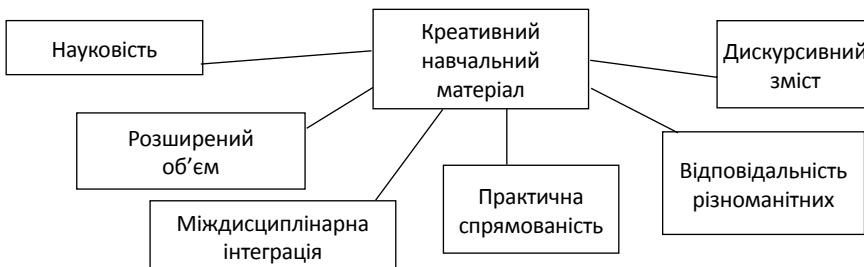 Креативний
навчальний
матеріал
Науковість
Дискурсивний
зміст
Розширений
об’єм
Відповідальність
різноманітних
Практична
спрямованість
Міждисциплінарна
інтеграція